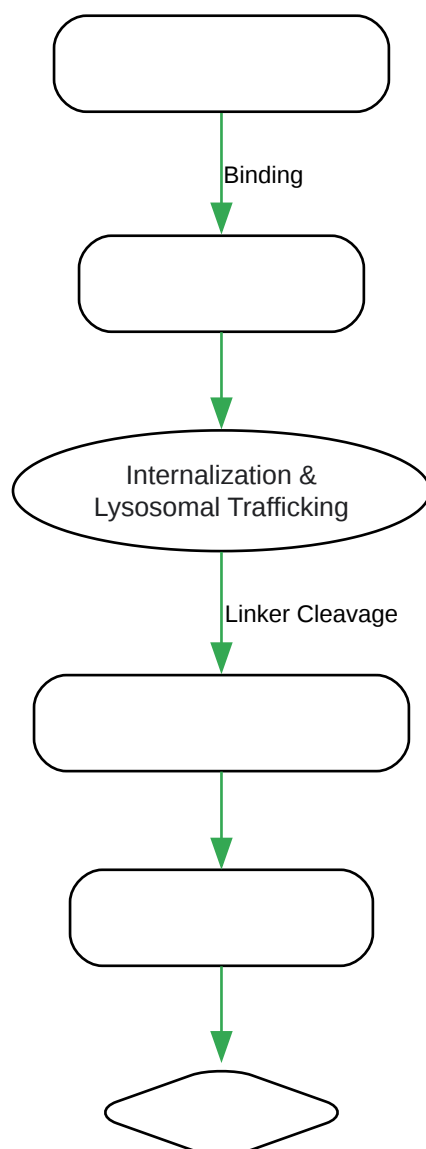 Binding
Internalization &
Lysosomal Trafficking
Linker Cleavage